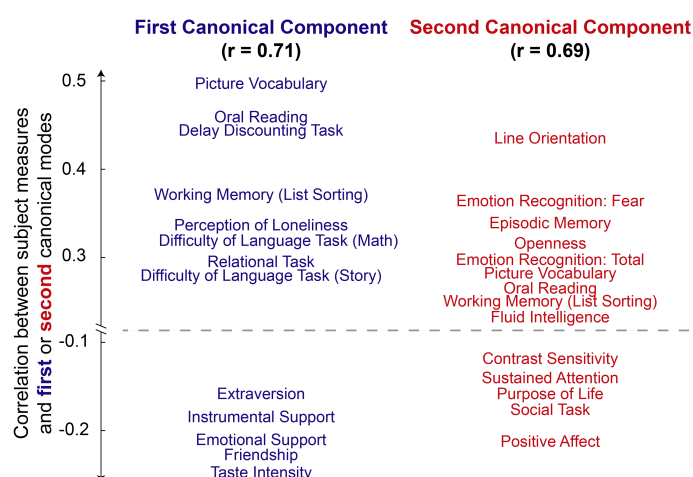 First Canonical Component
(r = 0.71)
Second Canonical Component
(r = 0.69)
Correlation between subject measures
and first or second canonical modes
0.5
0.4
0.3
-0.1
-0.2
Picture Vocabulary
Oral Reading
Delay Discounting Task
Working Memory (List Sorting)
Perception of Loneliness
Difficulty of Language Task (Math)
Relational Task
Difficulty of Language Task (Story)
Extraversion
Instrumental Support
Emotional Support
Friendship
Taste Intensity
Line Orientation
Emotion Recognition: Fear
Episodic Memory
Openness
Emotion Recognition: Total
Picture Vocabulary
Oral Reading
Working Memory (List Sorting)
Fluid Intelligence
Contrast Sensitivity
Sustained Attention
Purpose of Life
Social Task
Positive Affect